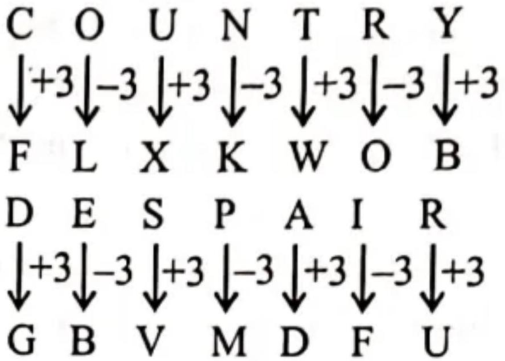 C O U N T R Y
+3 –3 +3 –3 +3 –3 +3
F L X K W O B
D E S P A I R
+3 –3 +3 –3 +3 –3 +3
G B V M D F U